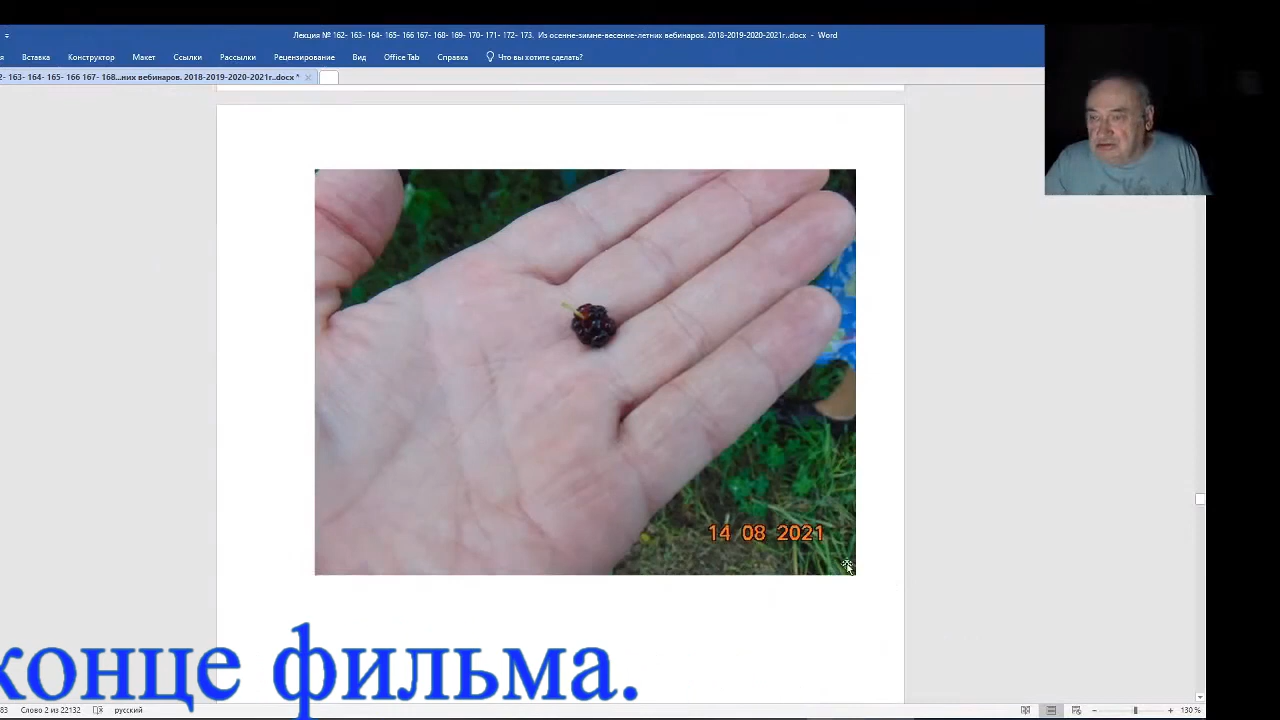 Лекция № 162- 163- 164- 165- 166 167- 168- 169- 170- 171- 172- 173. Из осенне-зимне-весенне-летних вебинаров. 2018-2019-2020-2021г..docx - Word
Вставка Конструктор Макет Ссылки Рассылки Рецензирование Вид Office Tab Справка Что вы хотите сделать?
2- 163- 164- 165- 166 167- 168...них вебинаров. 2018-2019-2020-2021г..docx *
14 08 2021
конце фильма.
83 Слово 2 из 22132 русский 130 %